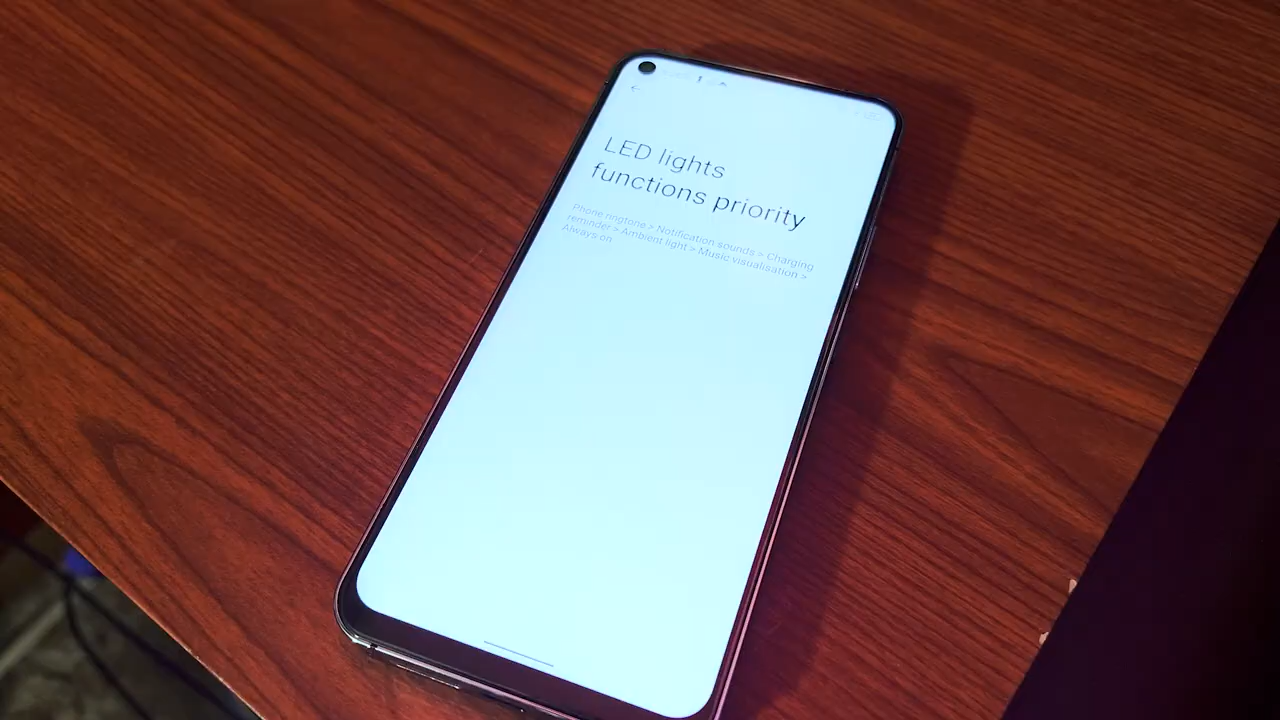 LED lights
functions priority
Phone ringtone > Notification sounds > Charging
reminder > Ambient light > Music visualisation >
Always on